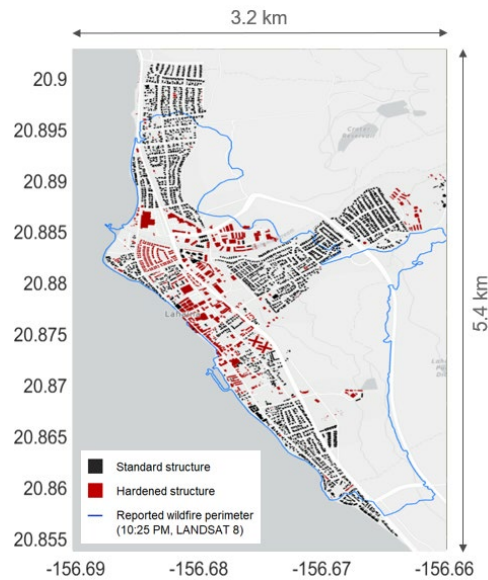 3.2 km
20.9
20.895
20.89
20.885
20.88
20.875
20.87
20.865
20.86
20.855
5.4 km
Crater
Reservoir
Standard structure
Hardened structure
Reported wildfire perimeter
(10:25 PM, LANDSAT 8)
-156.69
-156.68
-156.67
-156.66